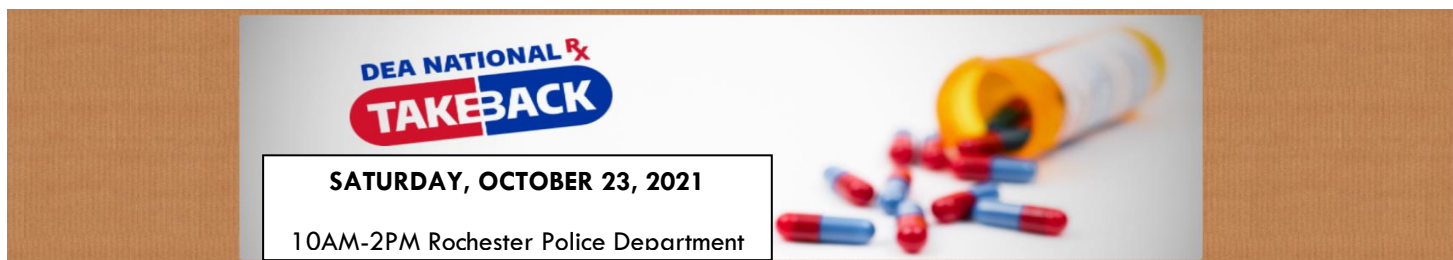 DEA NATIONAL Rx
TAKEBACK
SATURDAY, OCTOBER 23, 2021
10AM-2PM Rochester Police Department